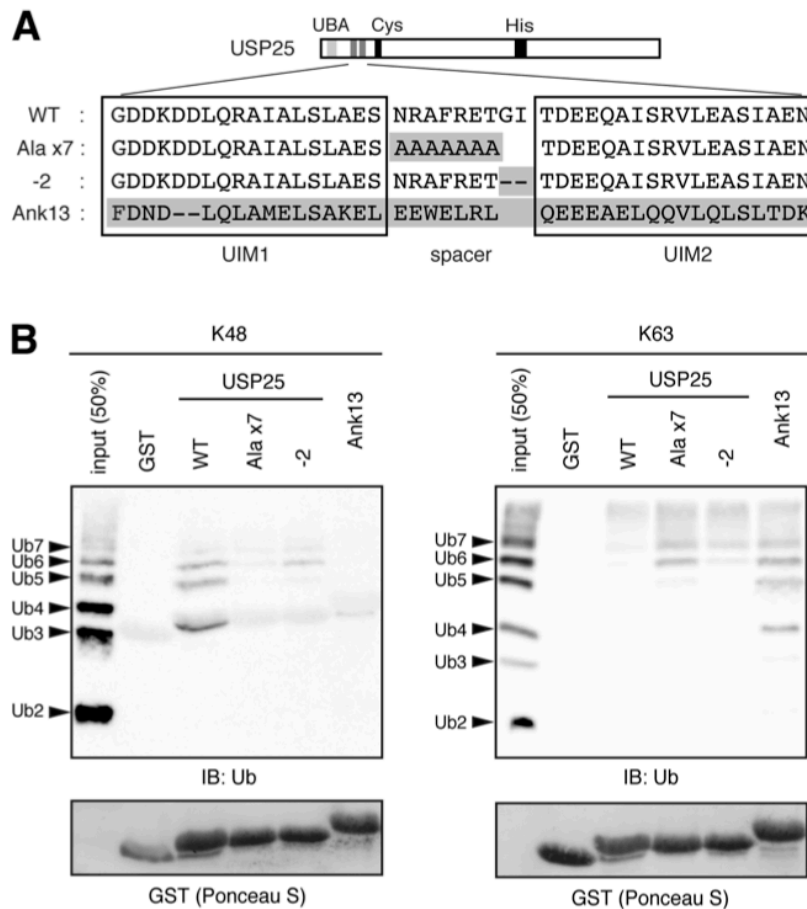 A
UBA Cys His
USP25
WT : GDDKDDLQRAIALSLAES NRAFRETGI TDEEQAISRVLEASIAEN
Ala x7 : GDDKDDLQRAIALSLAES AAAAAAA TDEEQAISRVLEASIAEN
-2 : GDDKDDLQRAIALSLAES NRAFRET-- TDEEQAISRVLEASIAEN
Ank13 : FDND--LQLAMELSAKEL EEWELRL QEEEAELQQVLQLSLTDK
UIM1 spacer UIM2
B
K48
input (50%)
GST
USP25
WT
Ala x7
-2
Ank13
Ub7
Ub6
Ub5
Ub4
Ub3
Ub2
IB: Ub
GST (Ponceau S)
K63
input (50%)
GST
USP25
WT
Ala x7
-2
Ank13
Ub7
Ub6
Ub5
Ub4
Ub3
Ub2
IB: Ub
GST (Ponceau S)